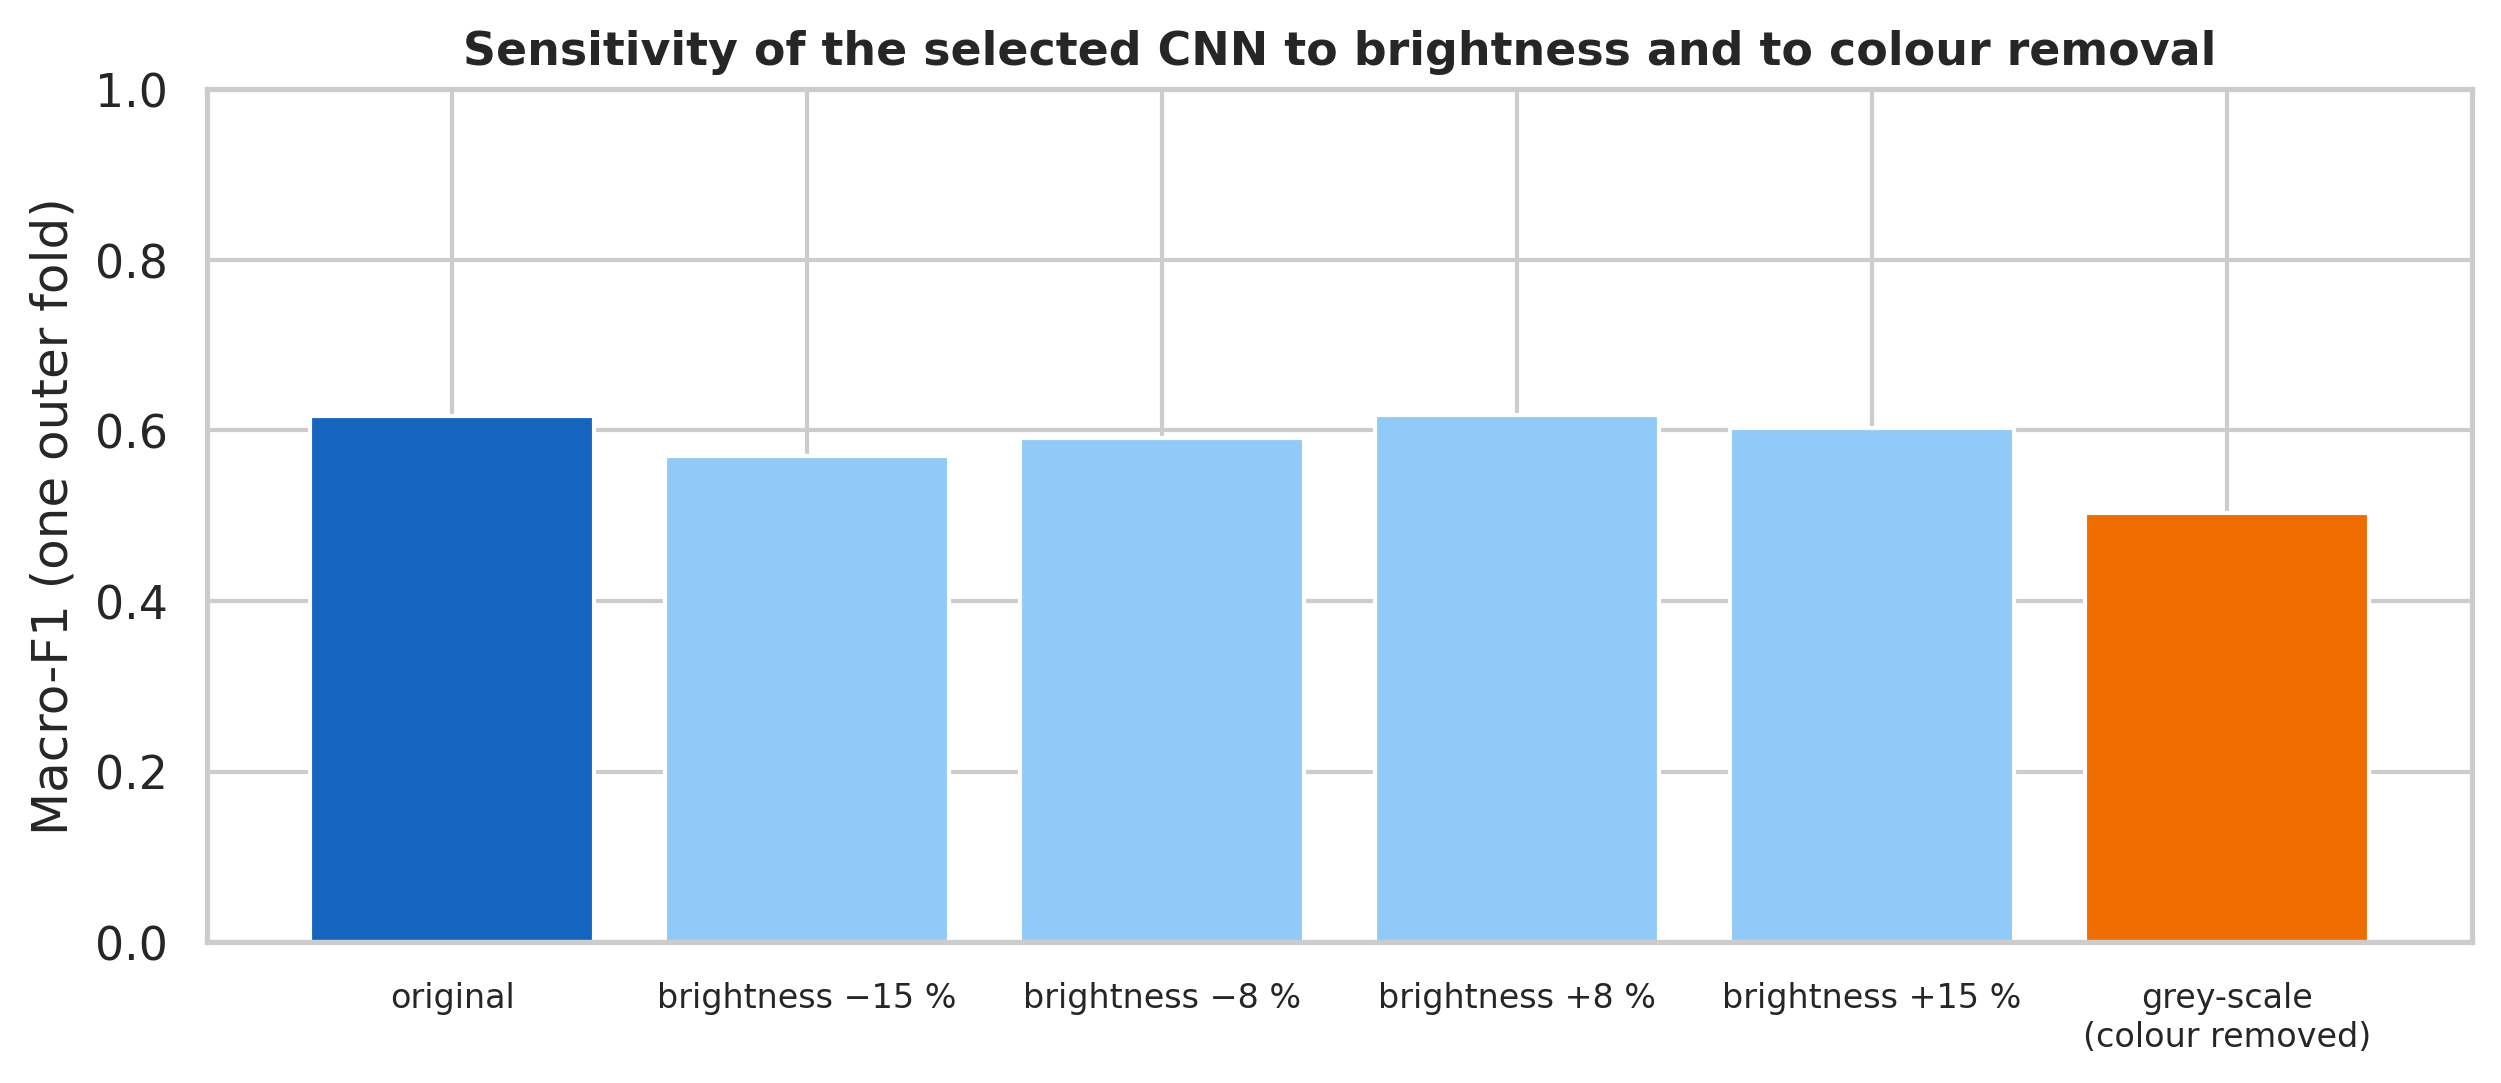 Sensitivity of the selected CNN to brightness and to colour removal
Macro-F1 (one outer fold)
1.0
0.8
0.6
0.4
0.2
0.0
original
brightness −15 %
brightness −8 %
brightness +8 %
brightness +15 %
grey-scale
(colour removed)